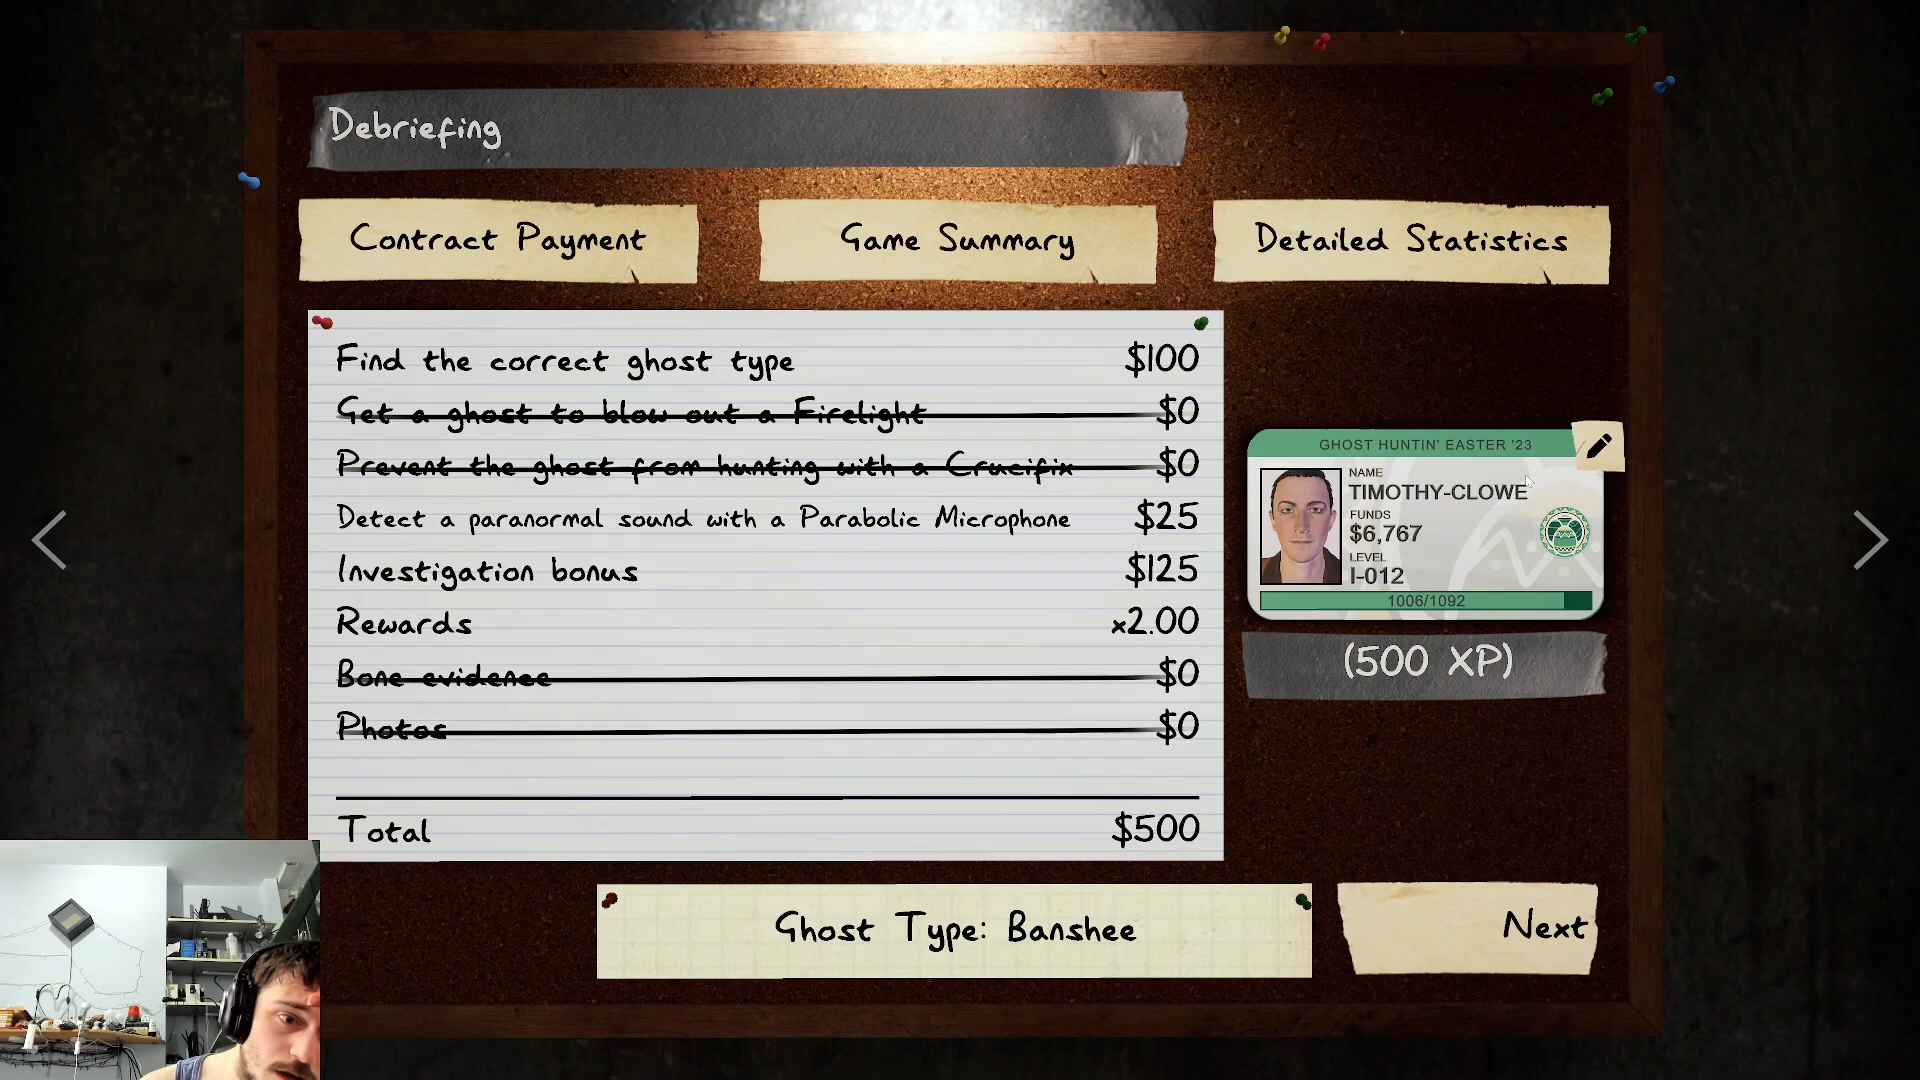 Debriefing
Contract Payment
Game Summary
Detailed Statistics
Find the correct ghost type $100
Get a ghost to blow out a Firelight $0
Prevent the ghost from hunting with a Crucifix $0
Detect a paranormal sound with a Parabolic Microphone $25
Investigation bonus $125
Rewards x2.00
Bone evidence $0
Photos $0
Total $500
GHOST HUNTIN' EASTER '23
NAME
TIMOTHY-CLOWE
FUNDS
$6,767
LEVEL
I-012
1006/1092
(500 XP)
Ghost Type: Banshee
Next